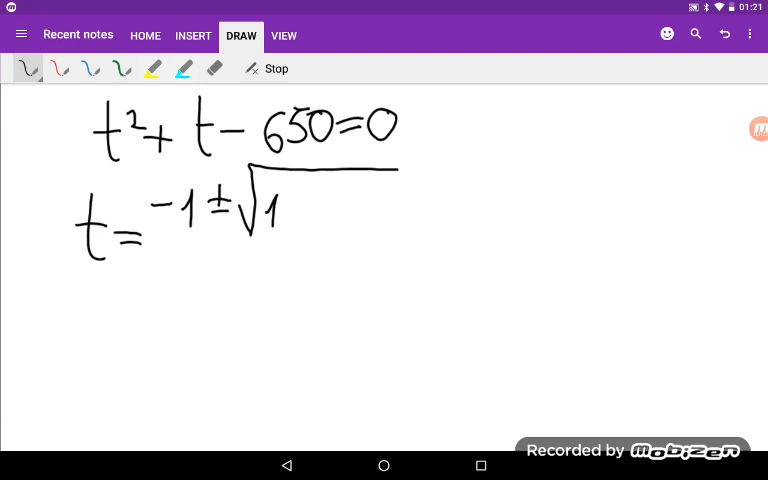 01:21
Recent notes HOME INSERT DRAW VIEW
Stop
t²+t-650=0
t=-1±√1
Recorded by mobizen